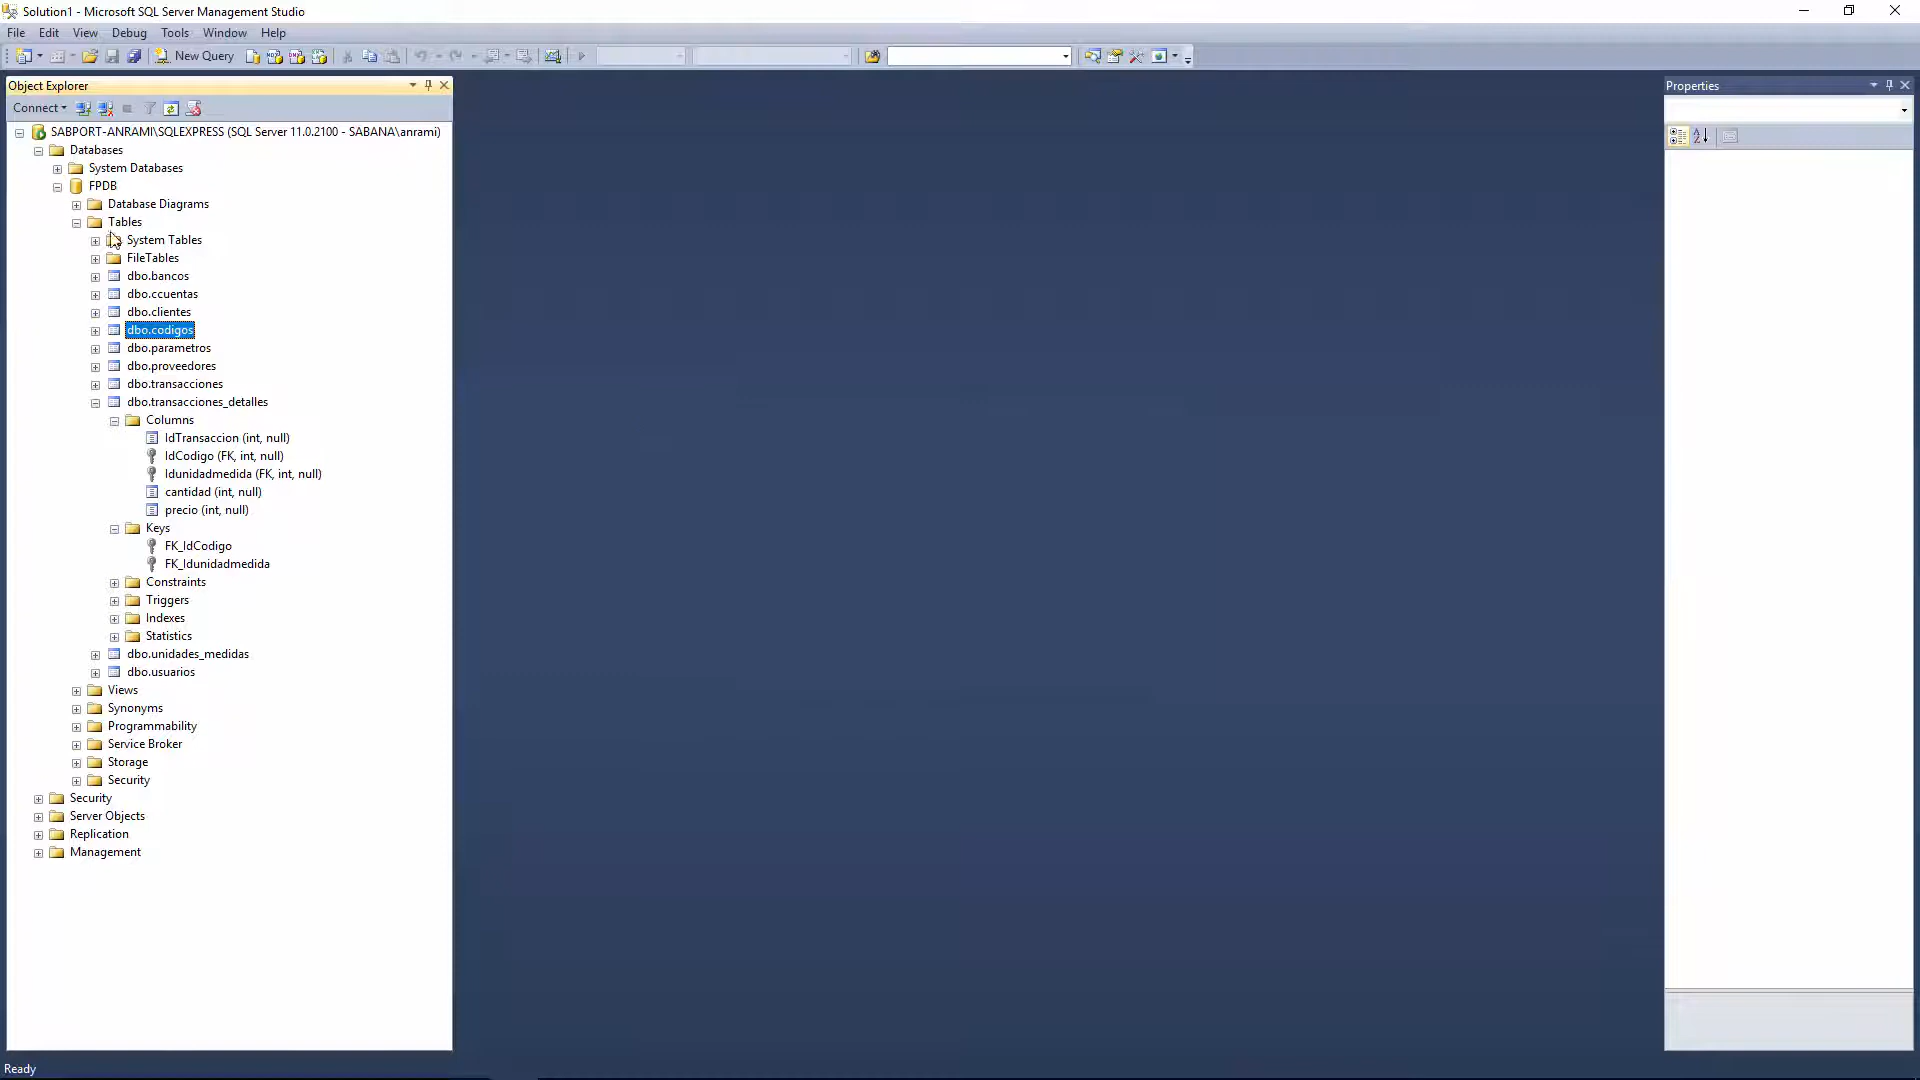 Solution1 - Microsoft SQL Server Management Studio
File Edit View Debug Tools Window Help
New Query
Object Explorer
Properties
Connect
SABPORT-ANRAMI\SQLEXPRESS (SQL Server 11.0.2100 - SABANA\anrami)
Databases
System Databases
FPDB
Database Diagrams
Tables
System Tables
FileTables
dbo.bancos
dbo.ccuentas
dbo.clientes
dbo.codigos
dbo.parametros
dbo.proveedores
dbo.transacciones
dbo.transacciones_detalles
Columns
IdTransaccion (int, null)
IdCodigo (FK, int, null)
Idunidadmedida (FK, int, null)
cantidad (int, null)
precio (int, null)
Keys
FK_IdCodigo
FK_Idunidadmedida
Constraints
Triggers
Indexes
Statistics
dbo.unidades_medidas
dbo.usuarios
Views
Synonyms
Programmability
Service Broker
Storage
Security
Security
Server Objects
Replication
Management
Ready